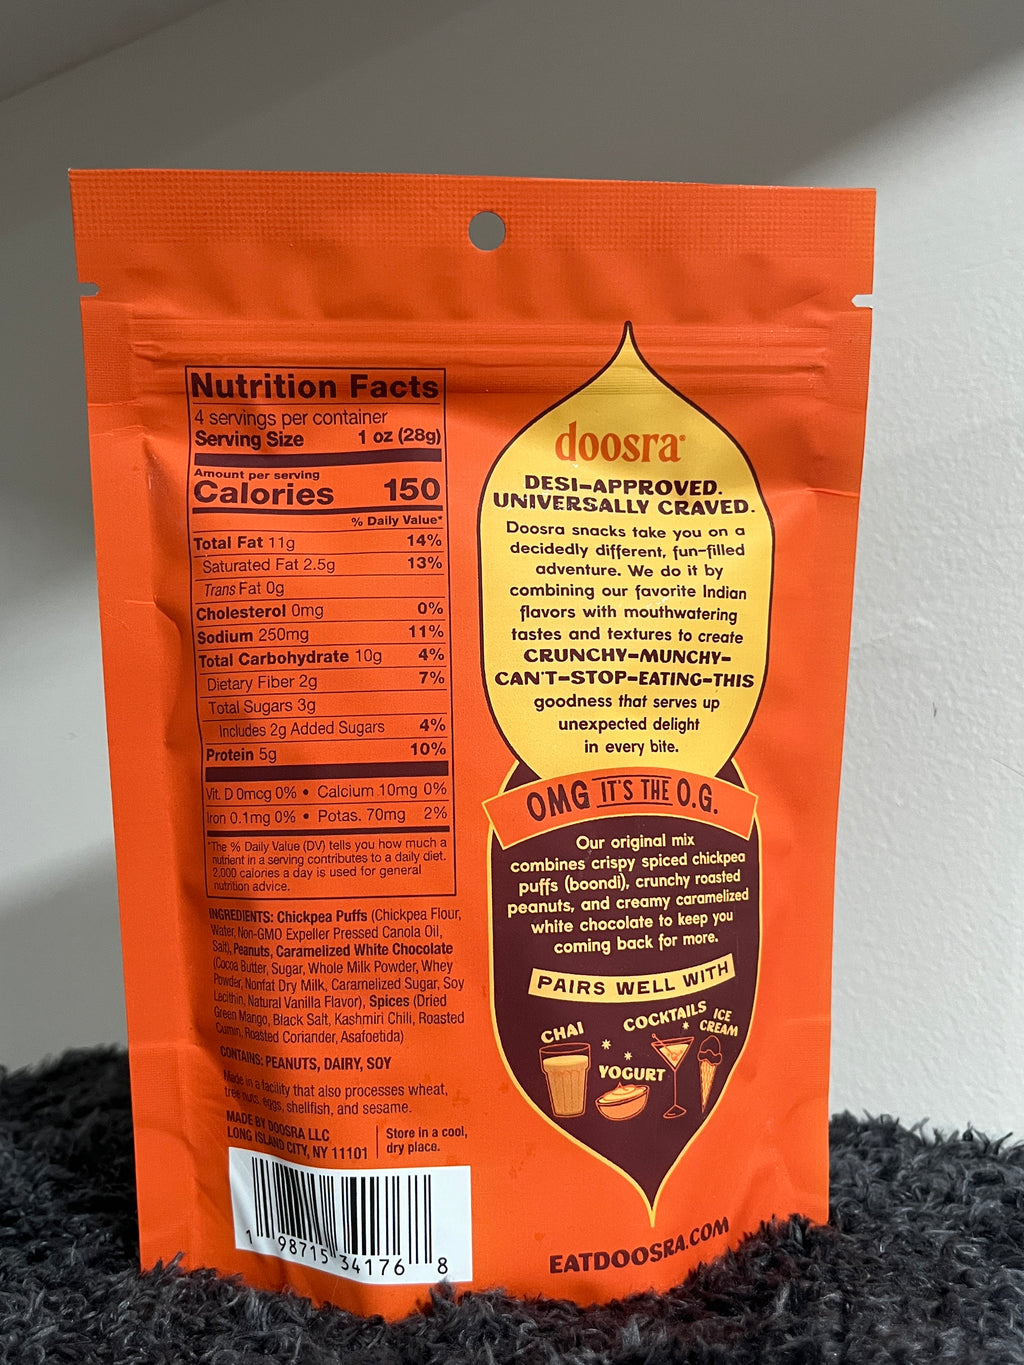 Nutrition Facts
4 servings per container
Serving Size 1 oz (28g)
Amount per serving
Calories 150
% Daily Value*
Total Fat 11g 14%
Saturated Fat 2.5g 13%
Trans Fat 0g
Cholesterol 0mg 0%
Sodium 250mg 11%
Total Carbohydrate 10g 4%
Dietary Fiber 2g 7%
Total Sugars 3g
Includes 2g Added Sugars 4%
Protein 5g 10%
Vit. D 0mcg 0% • Calcium 10mg 0%
Iron 0.1mg 0% • Potas. 70mg 2%
*The % Daily Value (DV) tells you how much a
nutrient in a serving contributes to a daily diet.
2,000 calories a day is used for general
nutrition advice.
INGREDIENTS: Chickpea Puffs (Chickpea Flour,
Water, Non-GMO Expeller Pressed Canola Oil,
Salt), Peanuts, Caramelized White Chocolate
(Cocoa Butter, Sugar, Whole Milk Powder, Whey
Powder, Nonfat Dry Milk, Caramelized Sugar, Soy
Lecithin, Natural Vanilla Flavor), Spices (Dried
Green Mango, Black Salt, Kashmiri Chili, Roasted
Cumin, Roasted Coriander, Asafoetida)
CONTAINS: PEANUTS, DAIRY, SOY
Made in a facility that also processes wheat,
tree nuts, eggs, shellfish, and sesame.
MADE BY DOOSRA LLC
LONG ISLAND CITY, NY 11101
Store in a cool,
dry place.
1 98715 34176 8
doosra®
DESI-APPROVED.
UNIVERSALLY CRAVED.
Doosra snacks take you on a
decidedly different, fun-filled
adventure. We do it by
combining our favorite Indian
flavors with mouthwatering
tastes and textures to create
CRUNCHY-MUNCHY-
CAN'T-STOP-EATING-THIS
goodness that serves up
unexpected delight
in every bite.
OMG IT'S THE O.G.
Our original mix
combines crispy spiced chickpea
puffs (boondi), crunchy roasted
peanuts, and creamy caramelized
white chocolate to keep you
coming back for more.
PAIRS WELL WITH
CHAI
YOGURT
COCKTAILS
ICE
CREAM
EATDOOSRA.COM